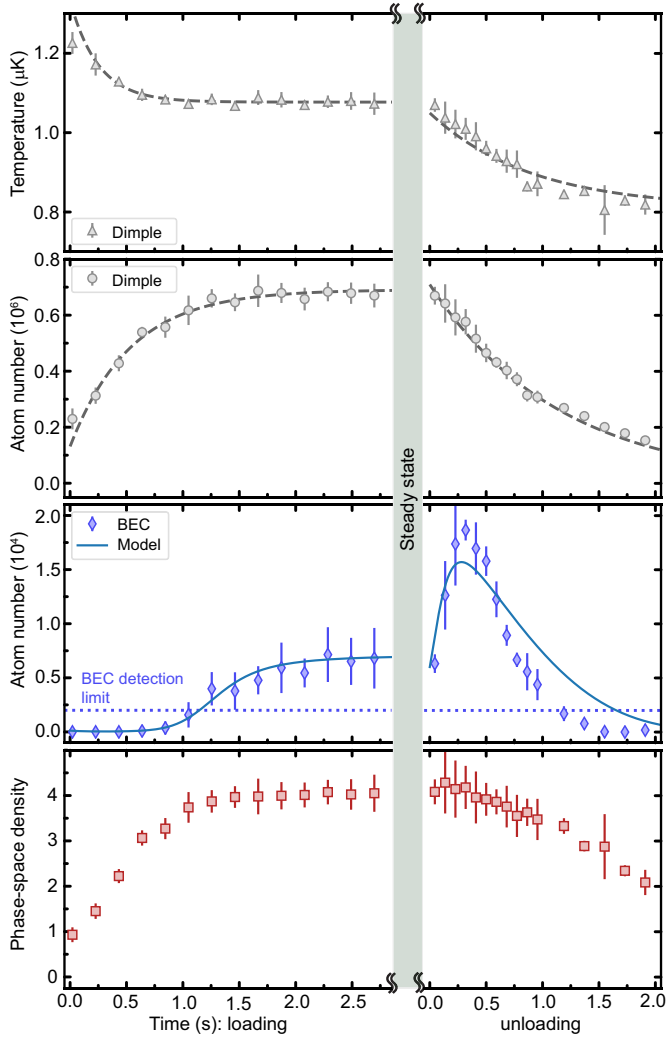 Temperature (μK)
1.2
1.0
0.8
Dimple
Atom number (10⁶)
0.8
0.6
0.4
0.2
0.0
Dimple
Atom number (10⁴)
2.0
1.5
1.0
0.5
0.0
BEC
Model
BEC detection
limit
Steady state
Phase-space density
4
3
2
1
0
0.0 0.5 1.0 1.5 2.0 2.5
0.0 0.5 1.0 1.5 2.0
Time (s): loading
unloading